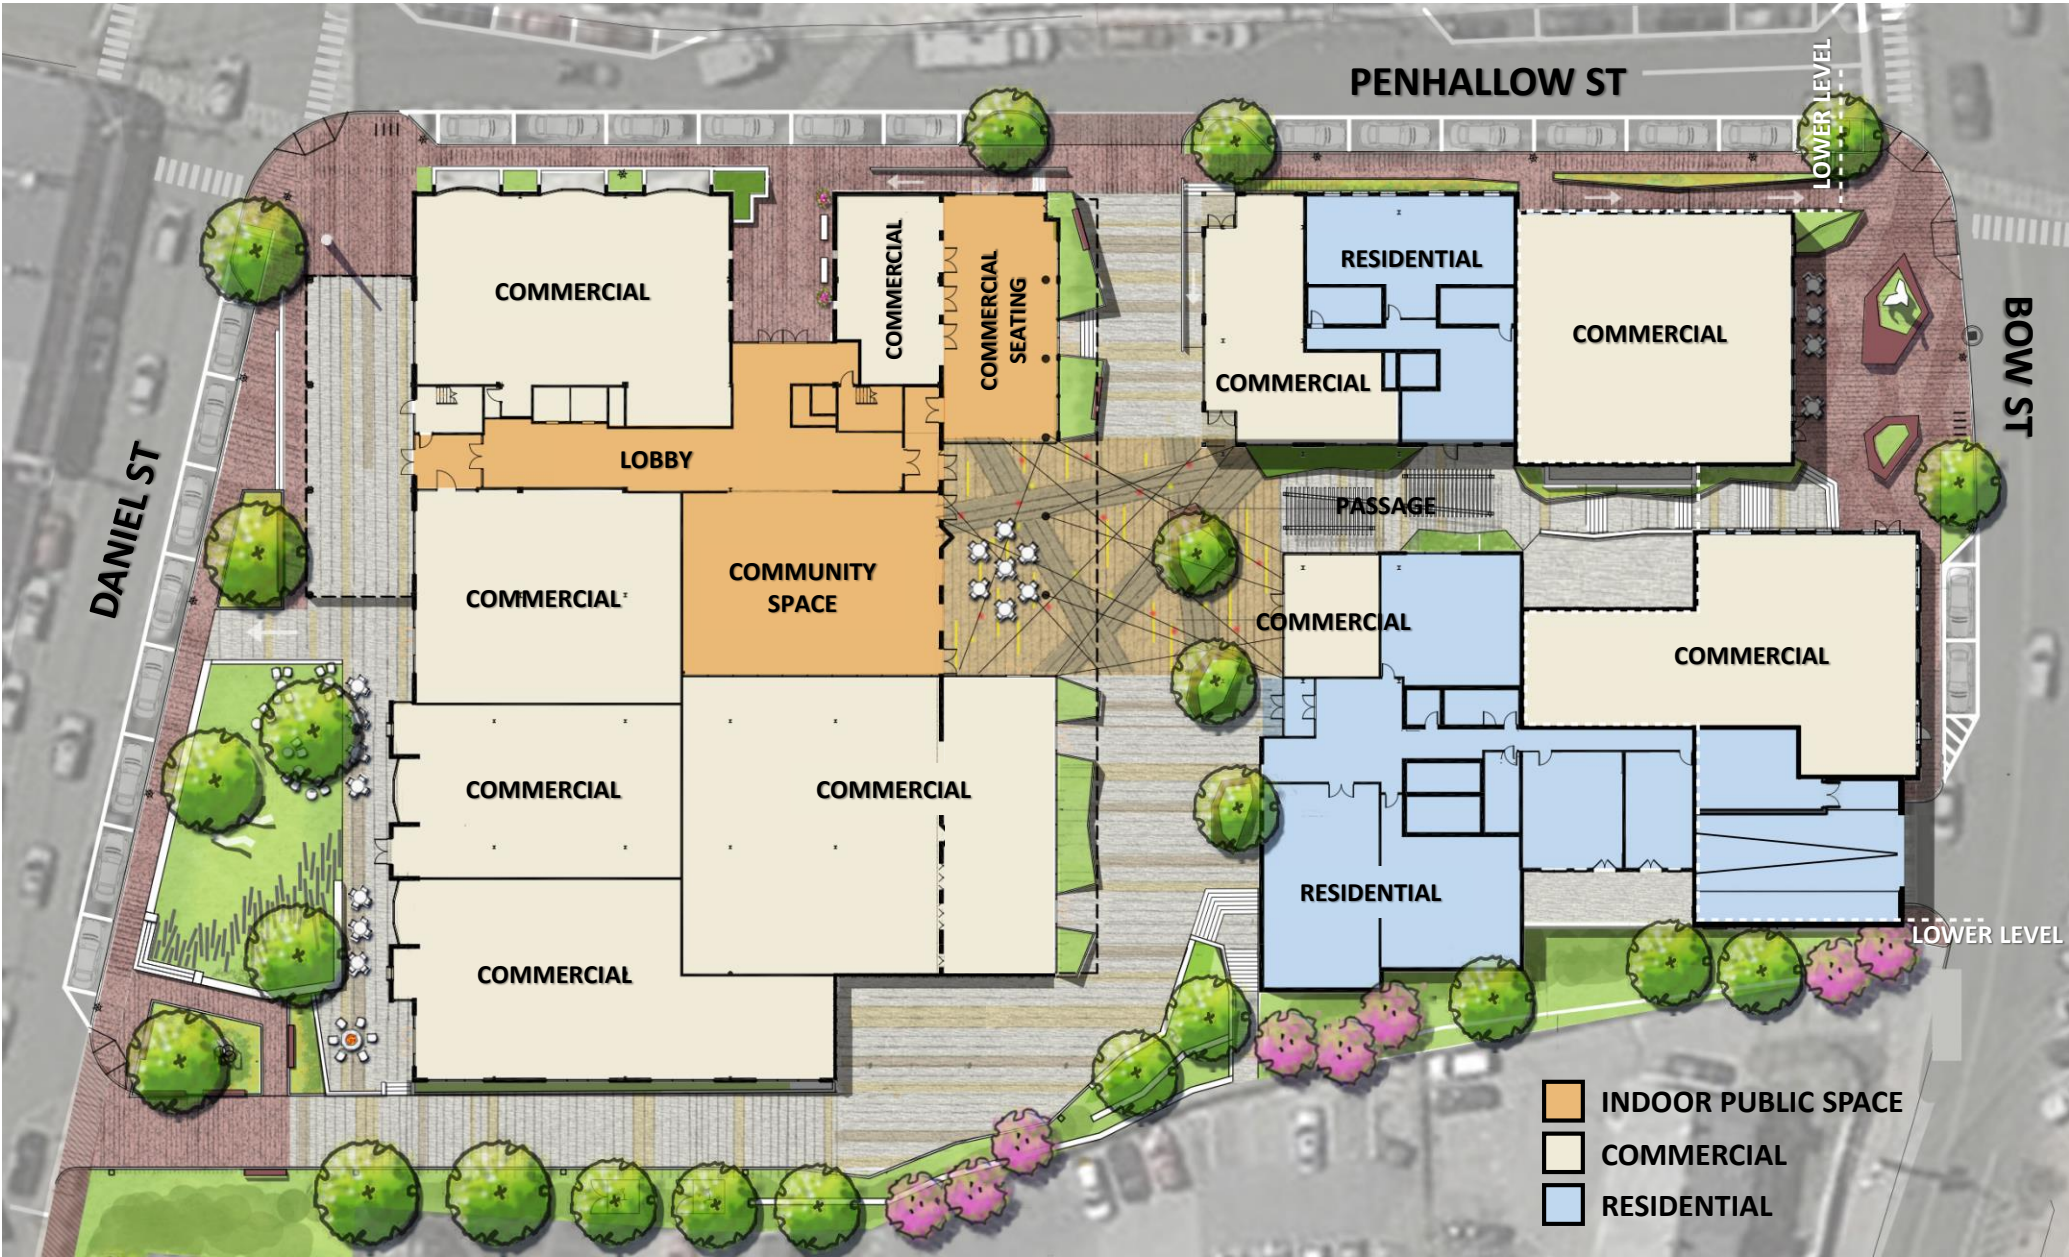 PENHALLOW ST
LOWER LEVEL
COMMERCIAL
COMMERCIAL
COMMERCIAL
SEATING
RESIDENTIAL
COMMERCIAL
COMMERCIAL
BOW ST
LOBBY
DANIEL ST
PASSAGE
COMMERCIAL
COMMUNITY
SPACE
COMMERCIAL
COMMERCIAL
COMMERCIAL
COMMERCIAL
RESIDENTIAL
COMMERCIAL
LOWER LEVEL
INDOOR PUBLIC SPACE
COMMERCIAL
RESIDENTIAL